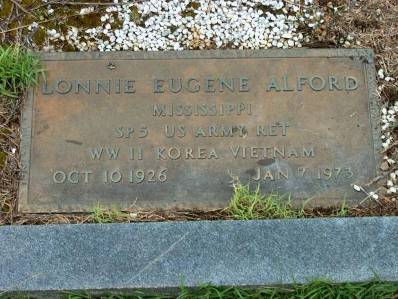 LONNIE EUGENE ALFORD
MISSISSIPPI
SP5 US ARMY RET
WW II KOREA VIETNAM
OCT 10 1926 JAN 7 1973